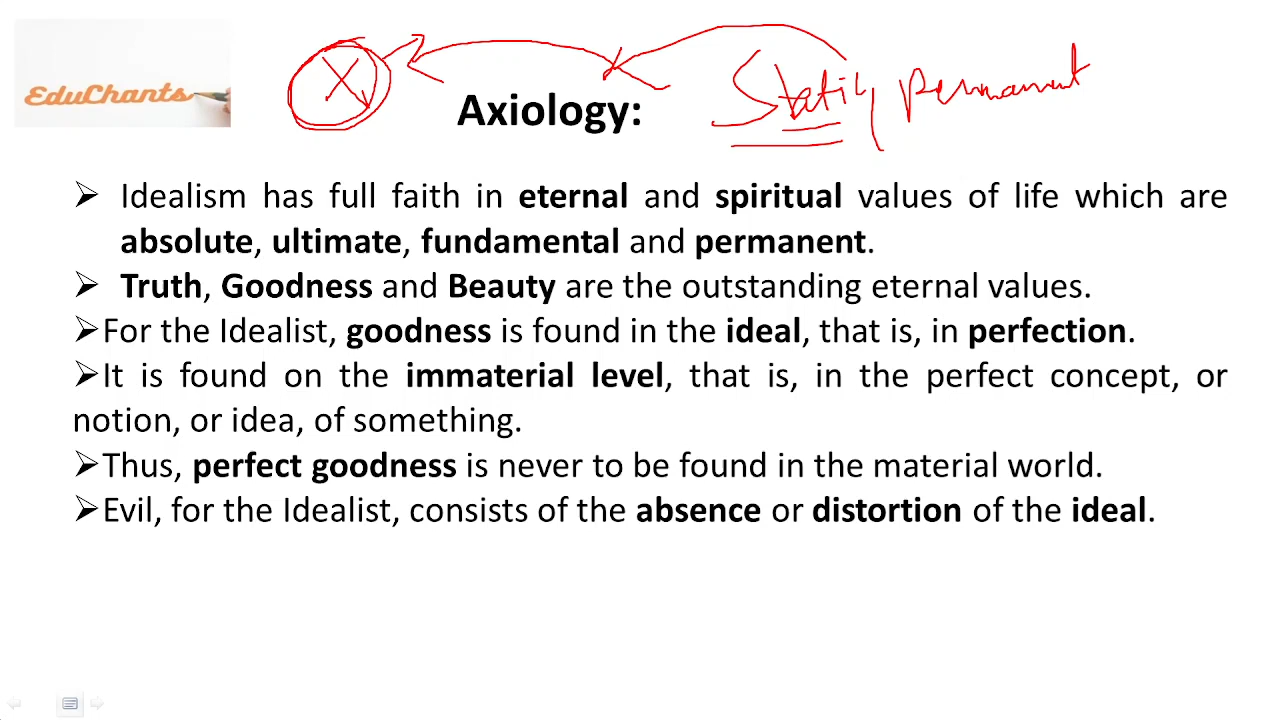 EduChants
X
Static, permanent
Axiology:
➢ Idealism has full faith in eternal and spiritual values of life which are
absolute, ultimate, fundamental and permanent.
➢ Truth, Goodness and Beauty are the outstanding eternal values.
➢For the Idealist, goodness is found in the ideal, that is, in perfection.
➢It is found on the immaterial level, that is, in the perfect concept, or
notion, or idea, of something.
➢Thus, perfect goodness is never to be found in the material world.
➢Evil, for the Idealist, consists of the absence or distortion of the ideal.